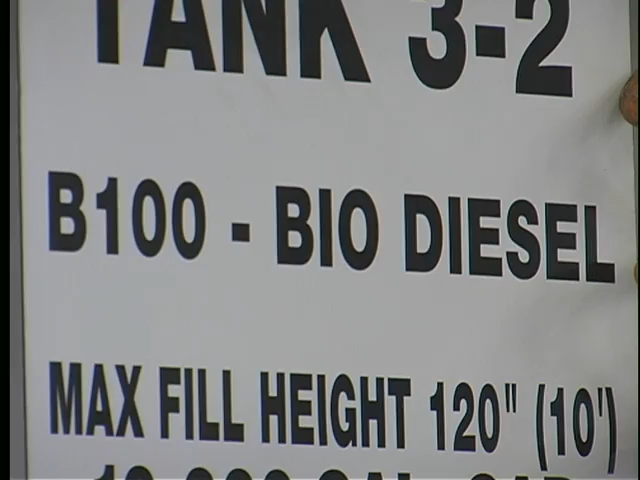 TANK 3-2
B100 - BIO DIESEL
MAX FILL HEIGHT 120" (10')